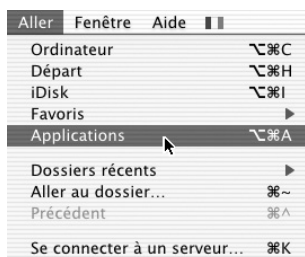 Aller Fenêtre Aide
Ordinateur ⌥⌘C
Départ ⌥⌘H
iDisk ⌥⌘I
Favoris ▶
Applications ⌥⌘A
Dossiers récents ▶
Aller au dossier... ⌘~
Précédent ⌘^
Se connecter à un serveur... ⌘K